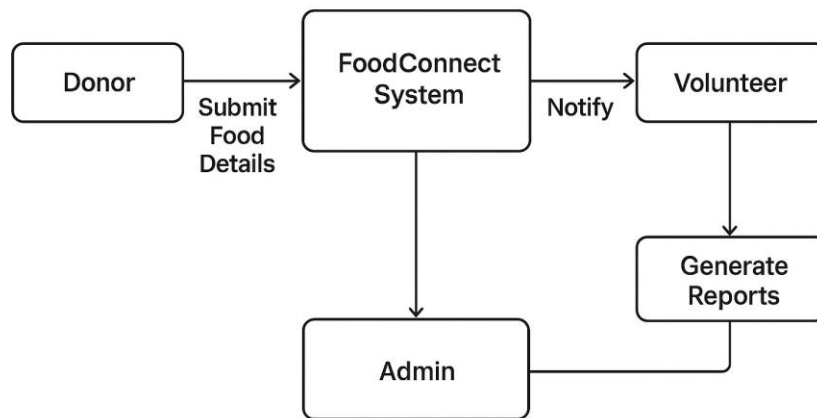 Donor
Submit
Food
Details
FoodConnect
System
Notify
Volunteer
Generate
Reports
Admin